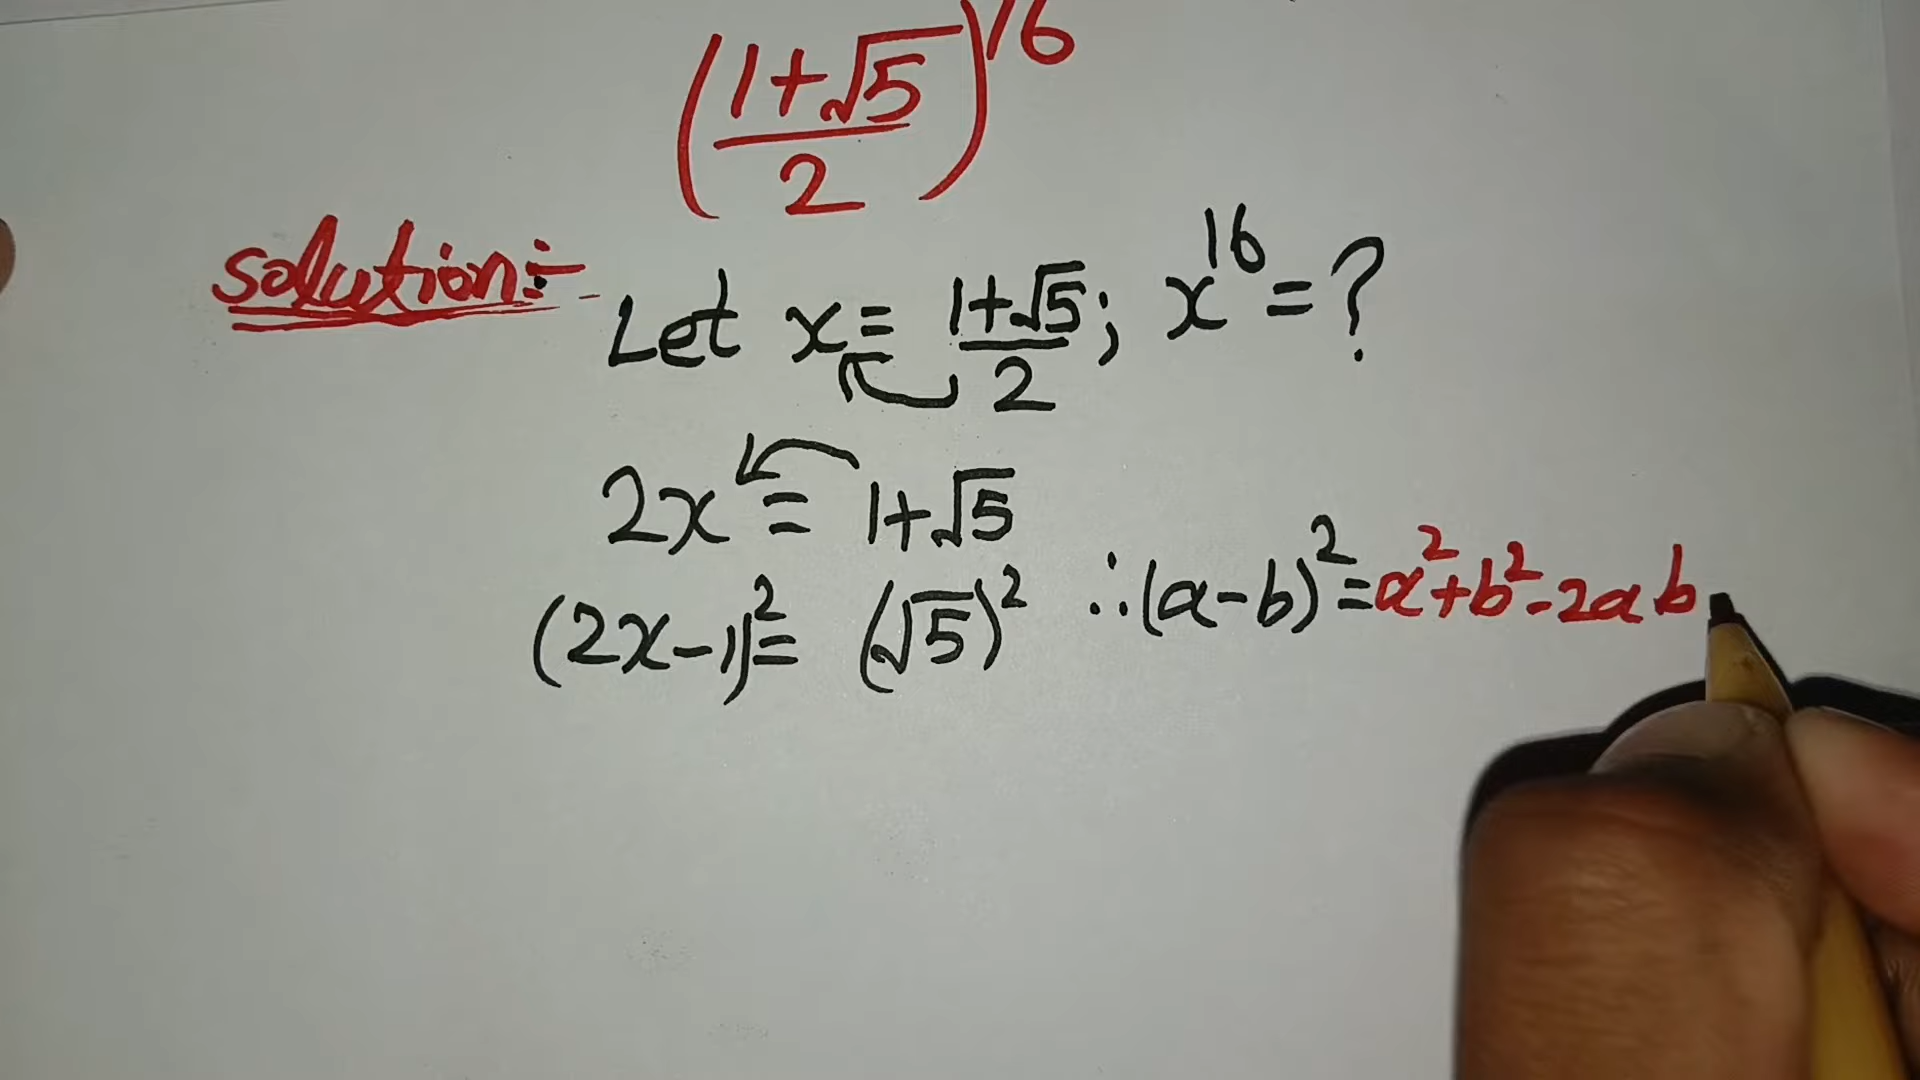 (1+√5/2)^16
Solution:-
Let x = 1+√5/2; x^16 = ?
2x = 1+√5
(2x-1)^2 = (√5)^2 ∴ (a-b)^2 = a^2+b^2-2ab